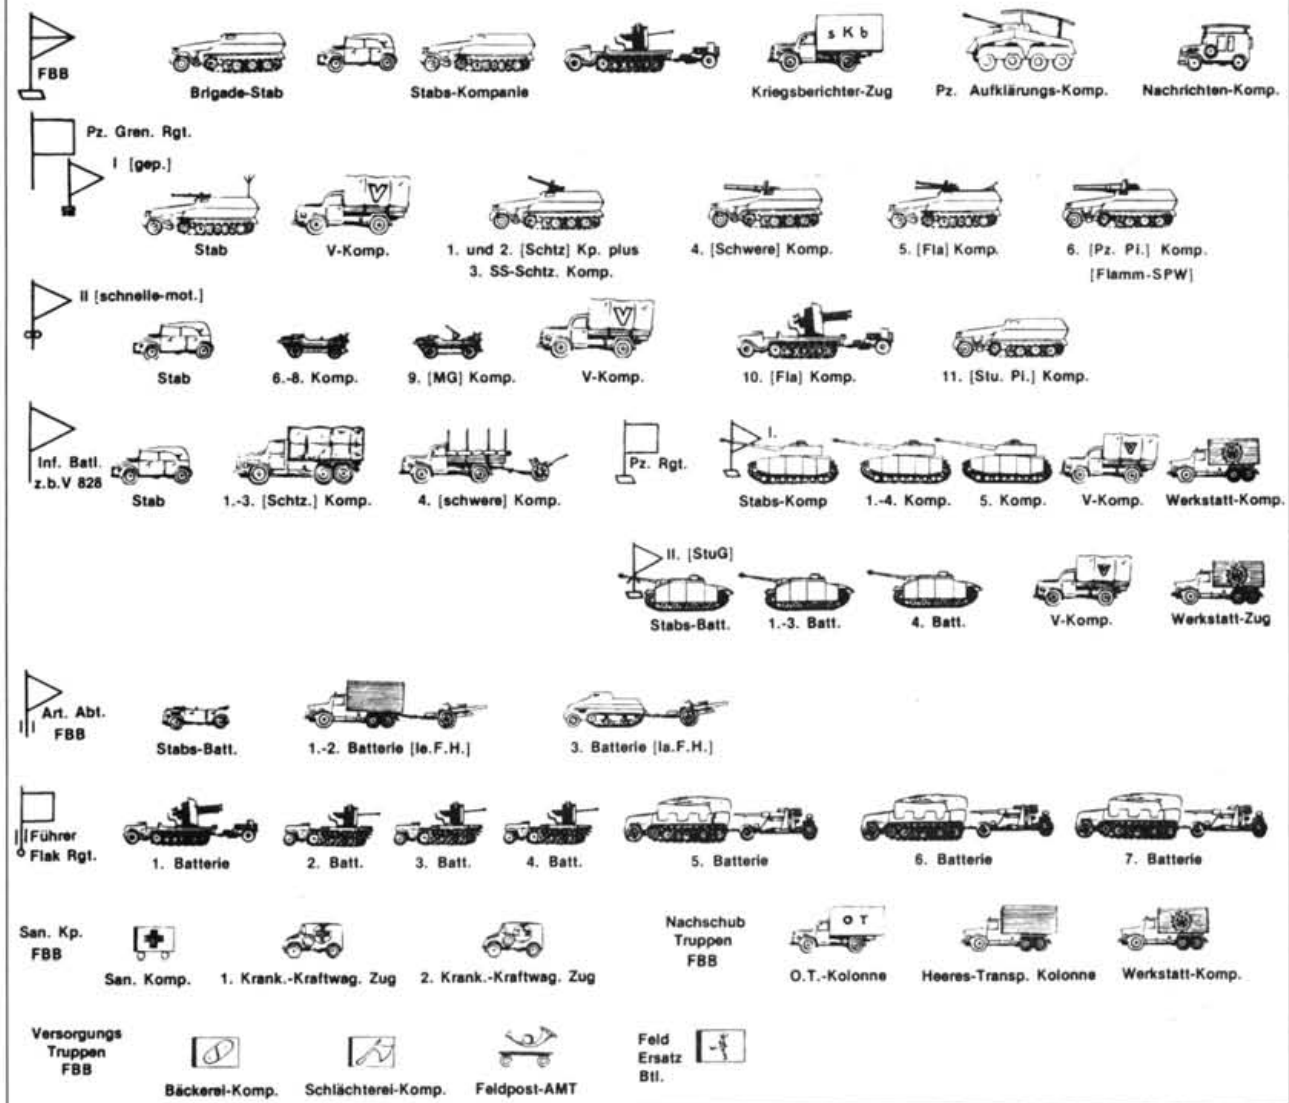 FBB
s K b
Brigade-Stab
Stabs-Kompanie
Kriegsberichter-Zug
Pz. Aufklärungs-Komp.
Nachrichten-Komp.
Pz. Gren. Rgt.
I [gep.]
V
Stab
V-Komp.
1. und 2. [Schtz] Kp. plus
3. SS-Schtz. Komp.
4. [Schwere] Komp.
5. [Fla] Komp.
6. [Pz. Pi.] Komp.
[Flamm-SPW]
II [schnelle-mot.]
V
Stab
6.-8. Komp.
9. [MG] Komp.
V-Komp.
10. [Fla] Komp.
11. [Stu. Pi.] Komp.
Inf. Batl.
z.b.V 828
Stab
1.-3. [Schtz.] Komp.
4. [schwere] Komp.
Pz. Rgt.
I.
V
Stabs-Komp
1.-4. Komp.
5. Komp.
V-Komp.
Werkstatt-Komp.
II. [StuG]
V
Stabs-Batt.
1.-3. Batt.
4. Batt.
V-Komp.
Werkstatt-Zug
Art. Abt.
FBB
Stabs-Batt.
1.-2. Batterie [le.F.H.]
3. Batterie [la.F.H.]
Führer
Flak Rgt.
1. Batterie
2. Batt.
3. Batt.
4. Batt.
5. Batterie
6. Batterie
7. Batterie
San. Kp.
FBB
San. Komp.
1. Krank.-Kraftwag. Zug
2. Krank.-Kraftwag. Zug
Nachschub
Truppen
FBB
O T
O.T.-Kolonne
Heeres-Transp. Kolonne
Werkstatt-Komp.
Versorgungs
Truppen
FBB
Bäckerei-Komp.
Schlächterei-Komp.
Feldpost-AMT
Feld
Ersatz
Btl.